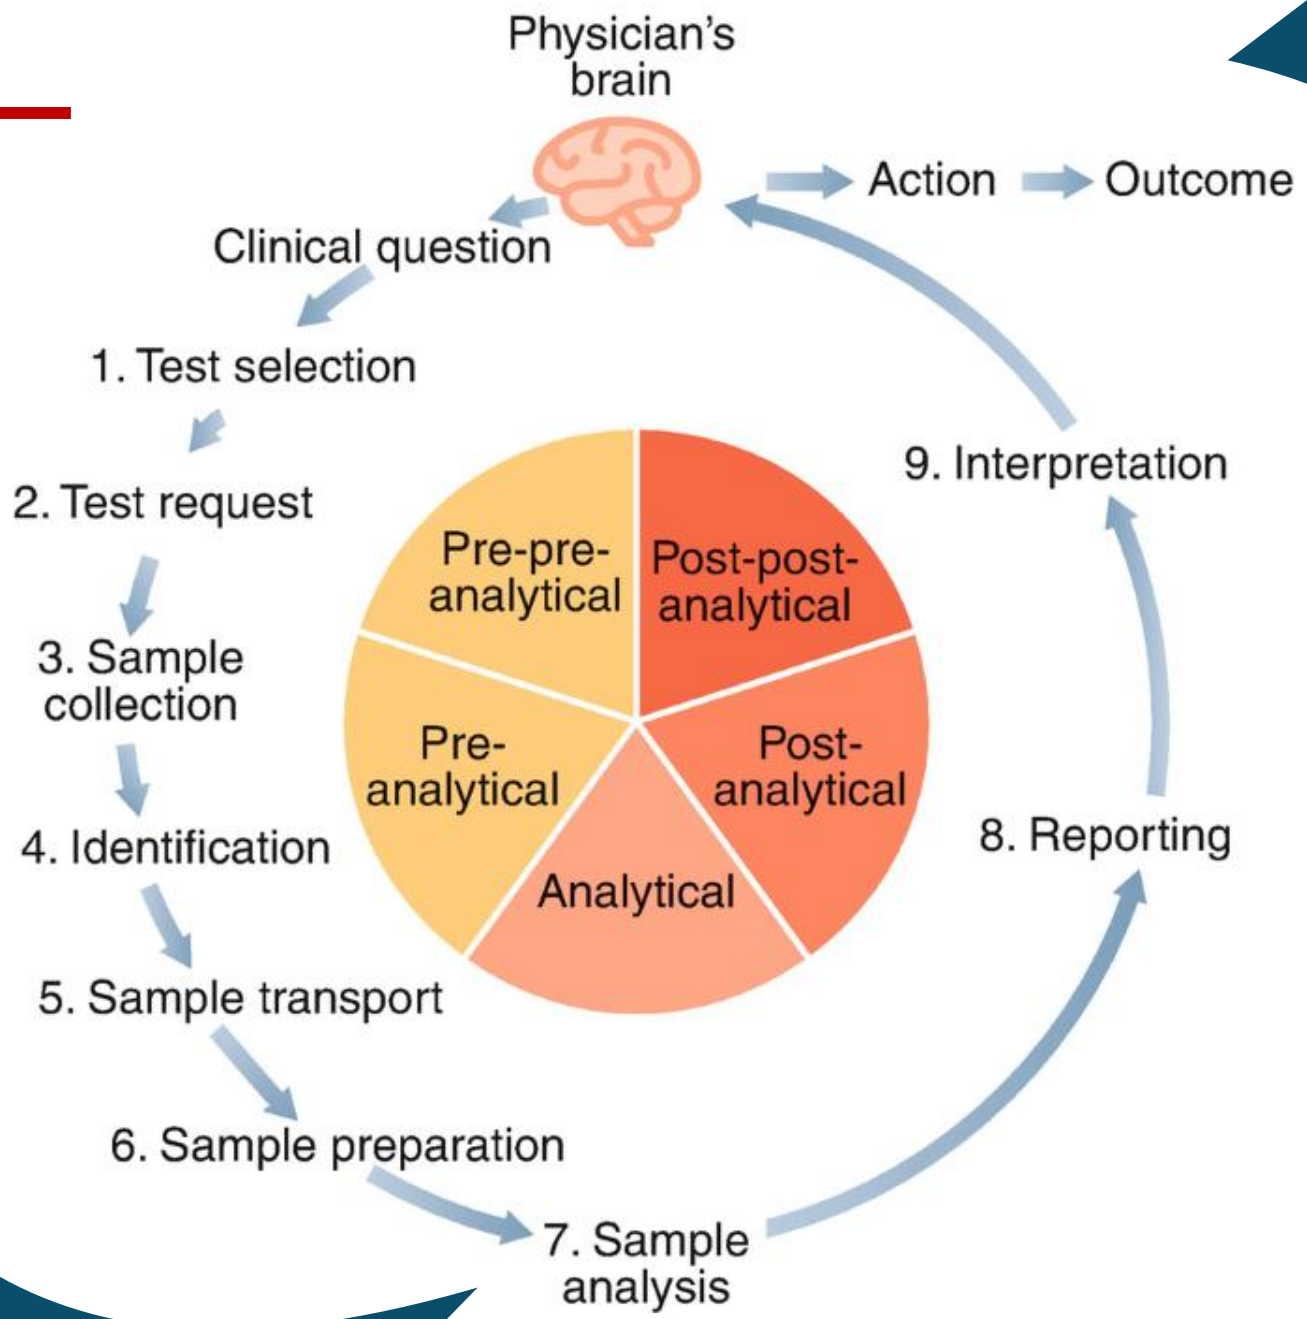 Physician's
brain
Action
Outcome
Clinical question
1. Test selection
2. Test request
3. Sample
collection
4. Identification
5. Sample transport
6. Sample preparation
7. Sample
analysis
8. Reporting
9. Interpretation
Pre-pre-
analytical
Post-post-
analytical
Pre-
analytical
Post-
analytical
Analytical